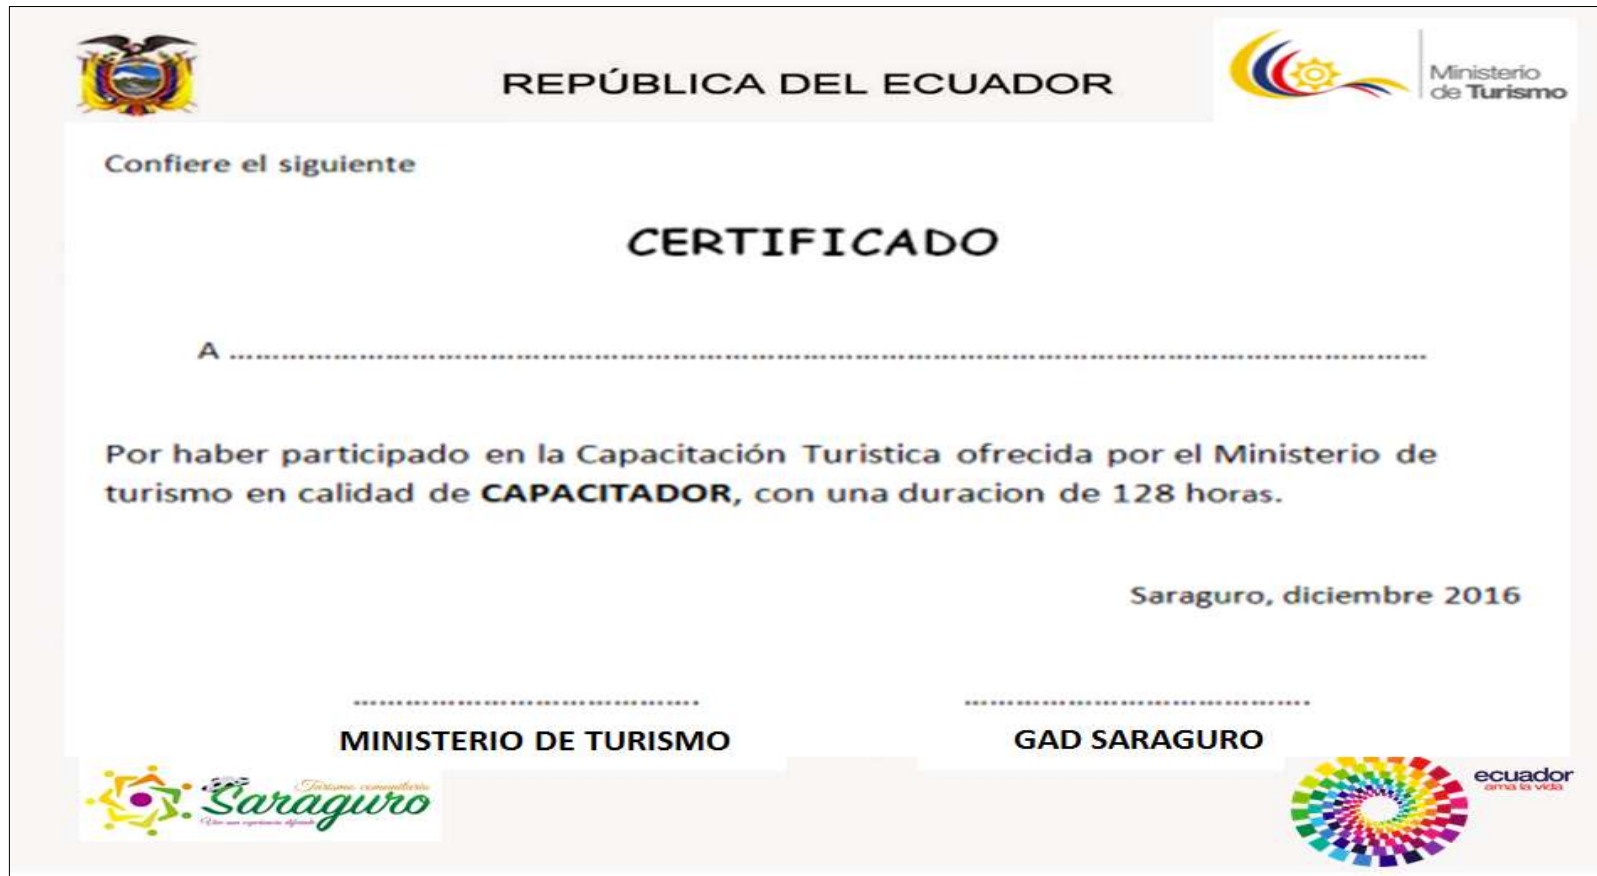 REPÚBLICA DEL ECUADOR
Ministerio
de Turismo
Confiere el siguiente
CERTIFICADO
A ........................................................................................................................
Por haber participado en la Capacitación Turistica ofrecida por el Ministerio de
turismo en calidad de CAPACITADOR, con una duracion de 128 horas.
Saraguro, diciembre 2016
........................................ ........................................
MINISTERIO DE TURISMO GAD SARAGURO
Turismo comunitario
Saraguro
ecuador
ama la vida